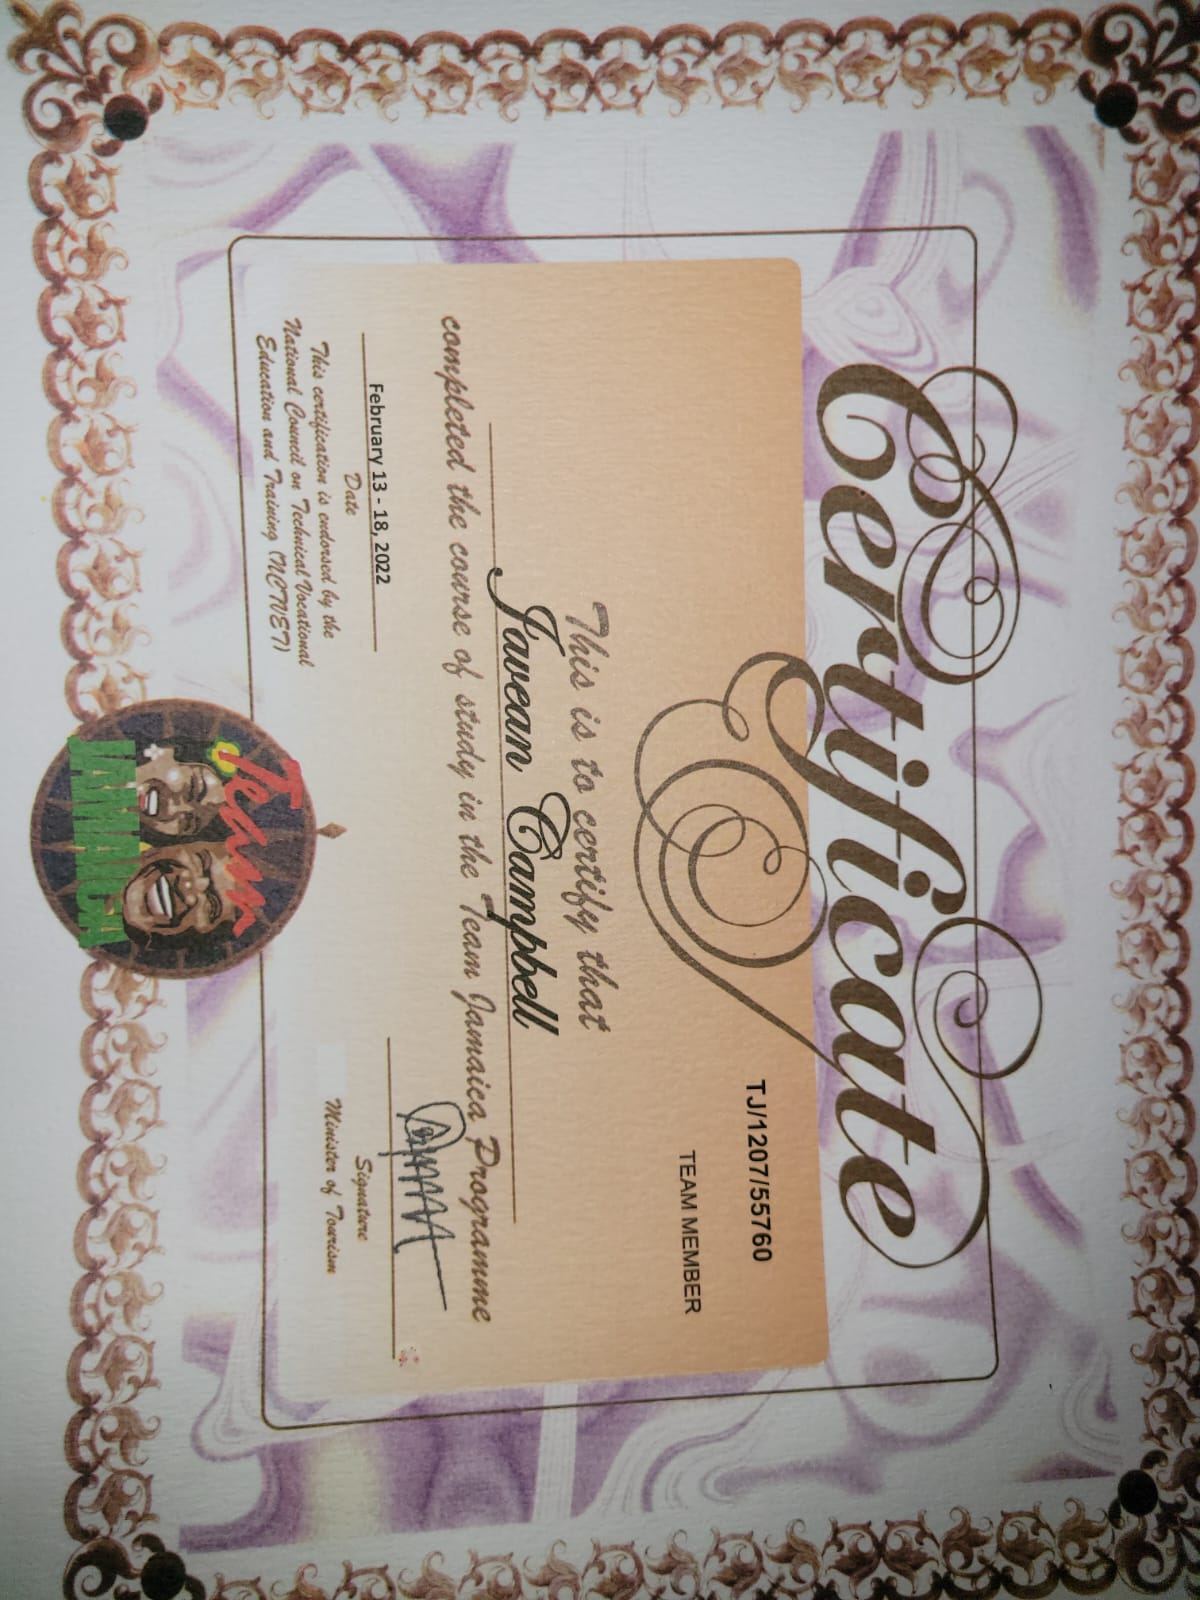 Certificate
TJ/1207/55760
TEAM MEMBER
This is to certify that
Javean Campbell
completed the course of study in the Team Jamaica Programme
February 13 - 18, 2022
Date
Signature
Minister of Tourism
This certification is endorsed by the
National Council on Technical Vocational
Education and Training (NCTVET)
Team
JAMAICA